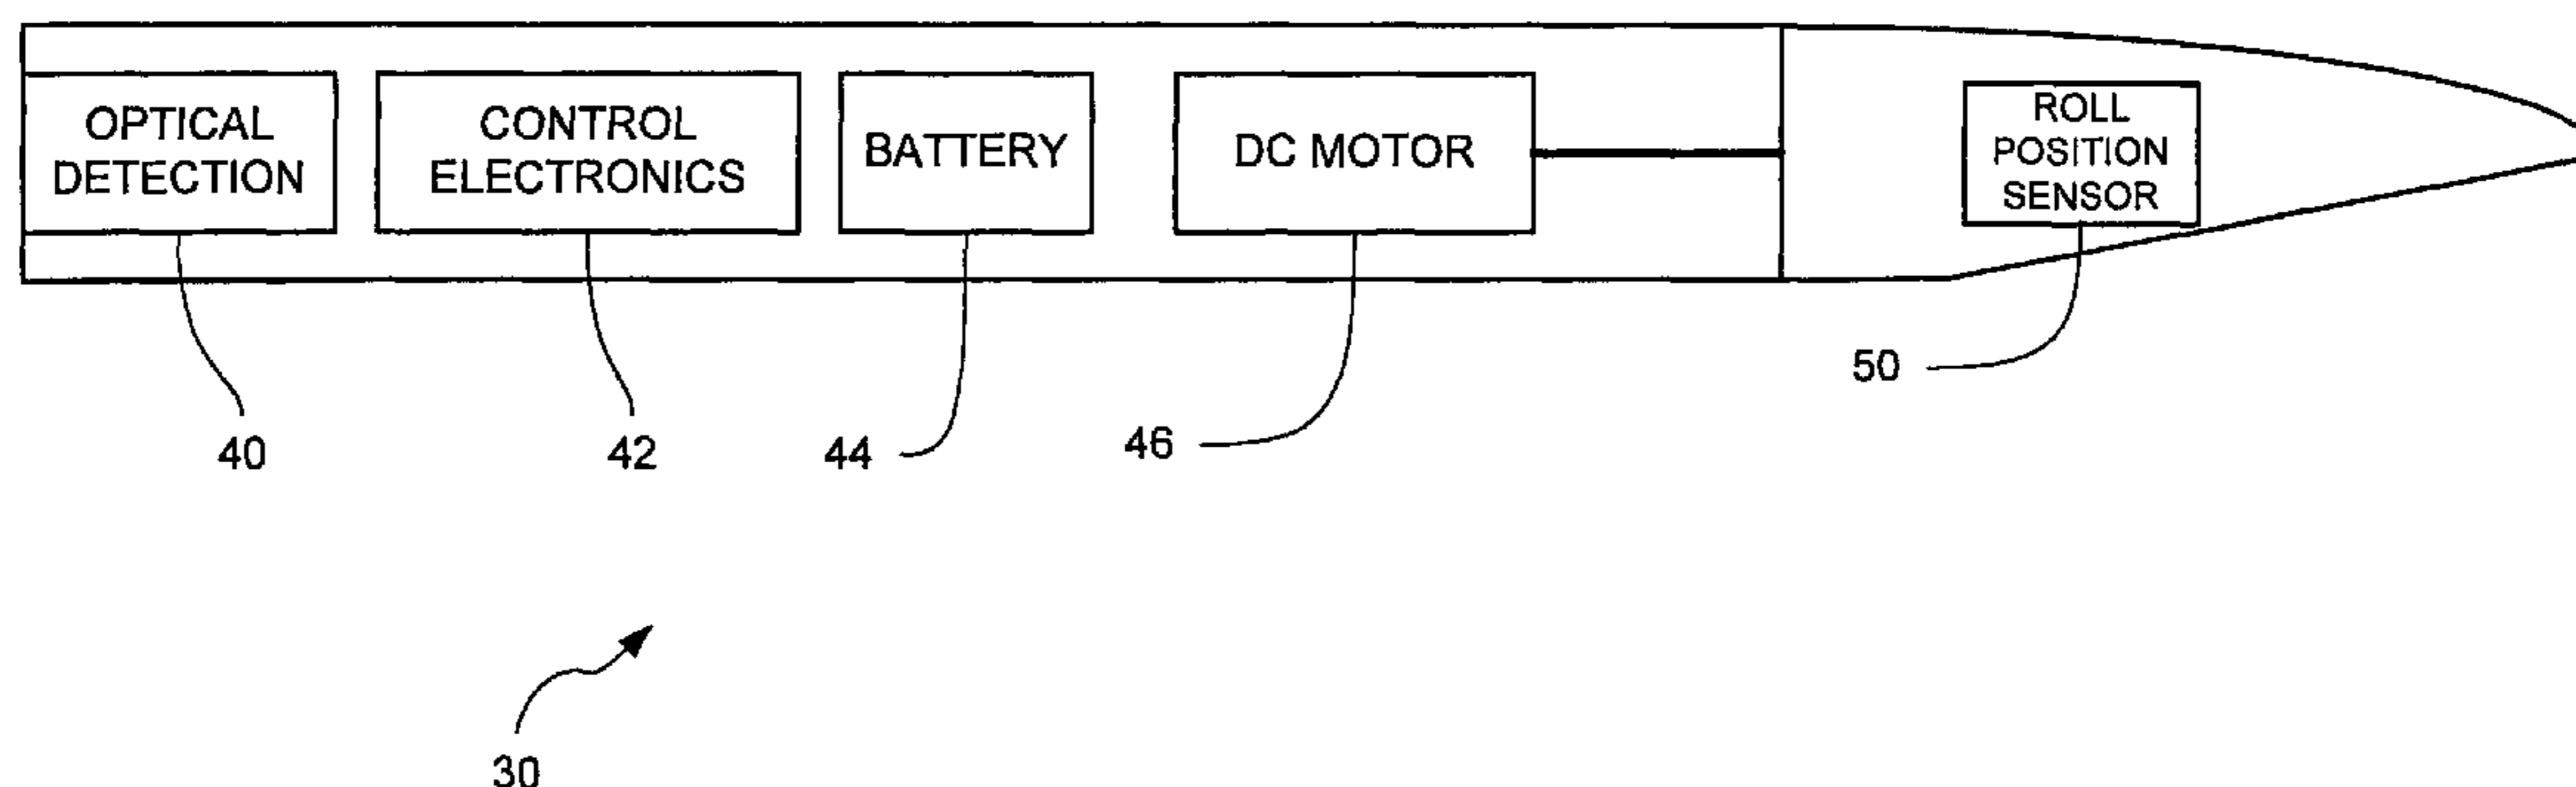 OPTICAL
DETECTION
CONTROL
ELECTRONICS
BATTERY
DC MOTOR
ROLL
POSITION
SENSOR
40
42
44
46
50
30